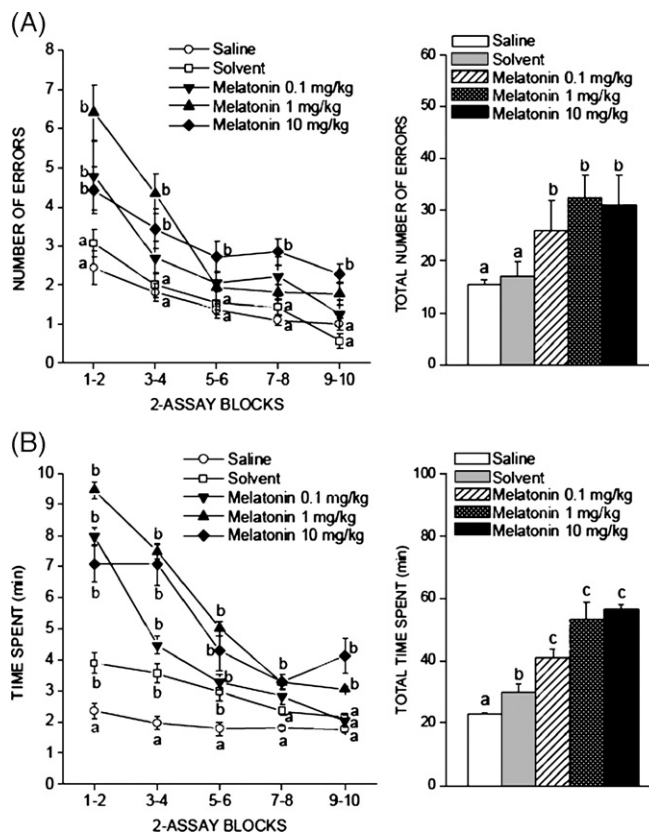 (A)
8
7
6
5
4
3
2
1
0
NUMBER OF ERRORS
Saline
Solvent
Melatonin 0.1 mg/kg
Melatonin 1 mg/kg
Melatonin 10 mg/kg
b
b
b
a
a
b
b
a
a
b
a
a
b
a
a
b
a
a
1-2 3-4 5-6 7-8 9-10
2-ASSAY BLOCKS
60
50
40
30
20
10
0
TOTAL NUMBER OF ERRORS
Saline
Solvent
Melatonin 0.1 mg/kg
Melatonin 1 mg/kg
Melatonin 10 mg/kg
a a b b b
(B)
10
9
8
7
6
5
4
3
2
1
0
TIME SPENT (min)
Saline
Solvent
Melatonin 0.1 mg/kg
Melatonin 1 mg/kg
Melatonin 10 mg/kg
b
b
b
b
a
b
b
b
b
a
b
b
b
b
a
b
a
a
b
b
a
a
a
1-2 3-4 5-6 7-8 9-10
2-ASSAY BLOCKS
100
80
60
40
20
0
TOTAL TIME SPENT (min)
Saline
Solvent
Melatonin 0.1 mg/kg
Melatonin 1 mg/kg
Melatonin 10 mg/kg
a b c c c